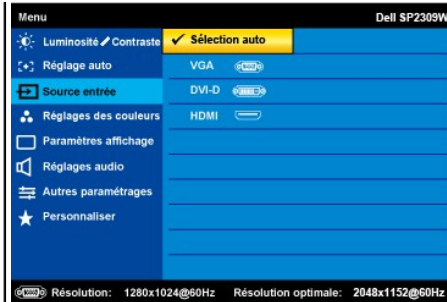 Menu Dell SP2309W
Luminosité / Contraste
Sélection auto
Réglage auto
VGA
Source entrée
DVI-D
Réglages des couleurs
HDMI
Paramètres affichage
Réglages audio
Autres paramétrages
Personnaliser
Résolution: 1280x1024@60Hz Résolution optimale: 2048x1152@60Hz